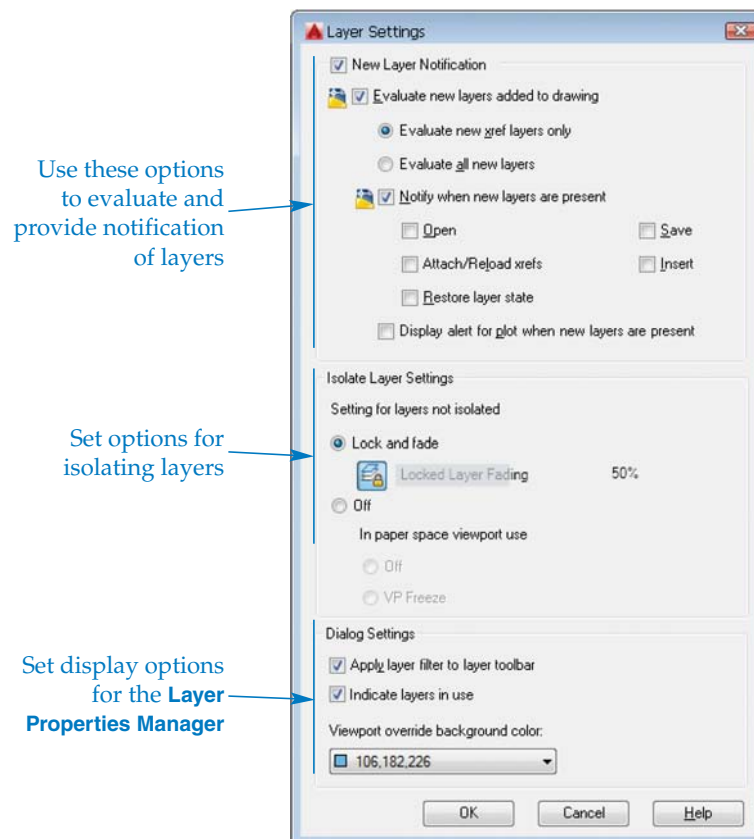 Layer Settings
New Layer Notification
Evaluate new layers added to drawing
Evaluate new xref layers only
Evaluate all new layers
Use these options
to evaluate and
provide notification
of layers
Notify when new layers are present
Open
Save
Attach/Reload xrefs
Insert
Restore layer state
Display alert for plot when new layers are present
Isolate Layer Settings
Setting for layers not isolated
Set options for
isolating layers
Lock and fade
Locked Layer Fading 50%
Off
In paper space viewport use
Off
VP Freeze
Dialog Settings
Set display options
for the Layer
Properties Manager
Apply layer filter to layer toolbar
Indicate layers in use
Viewport override background color:
106,182,226
OK
Cancel
Help